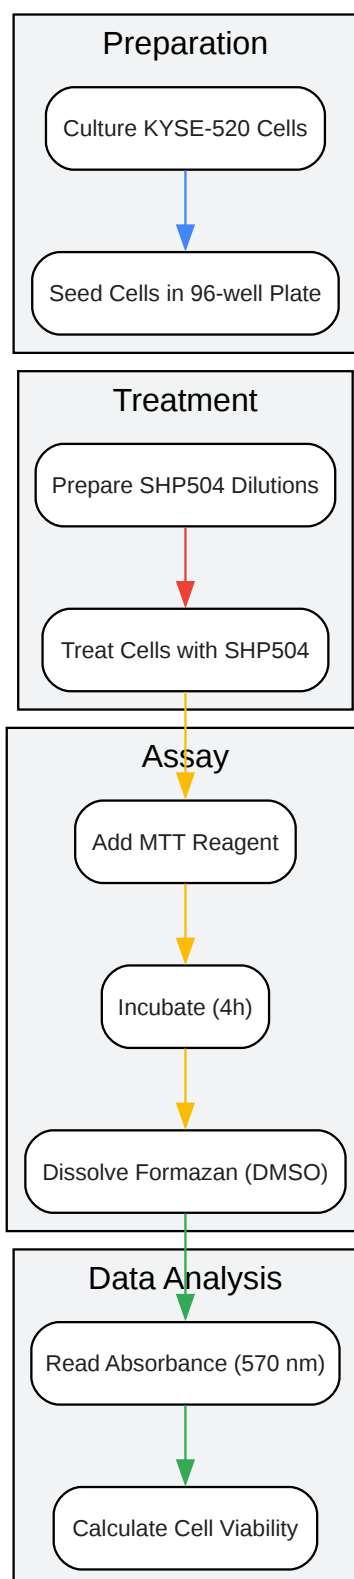 Preparation
Culture KYSE-520 Cells
Seed Cells in 96-well Plate
Treatment
Prepare SHP504 Dilutions
Treat Cells with SHP504
Assay
Add MTT Reagent
Incubate (4h)
Dissolve Formazan (DMSO)
Data Analysis
Read Absorbance (570 nm)
Calculate Cell Viability